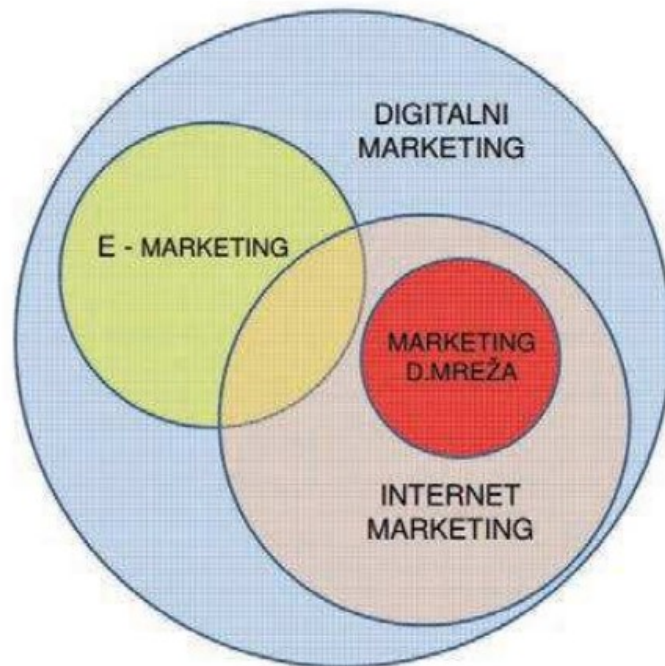 DIGITALNI
MARKETING
E - MARKETING
MARKETING
D.MREŽA
INTERNET
MARKETING